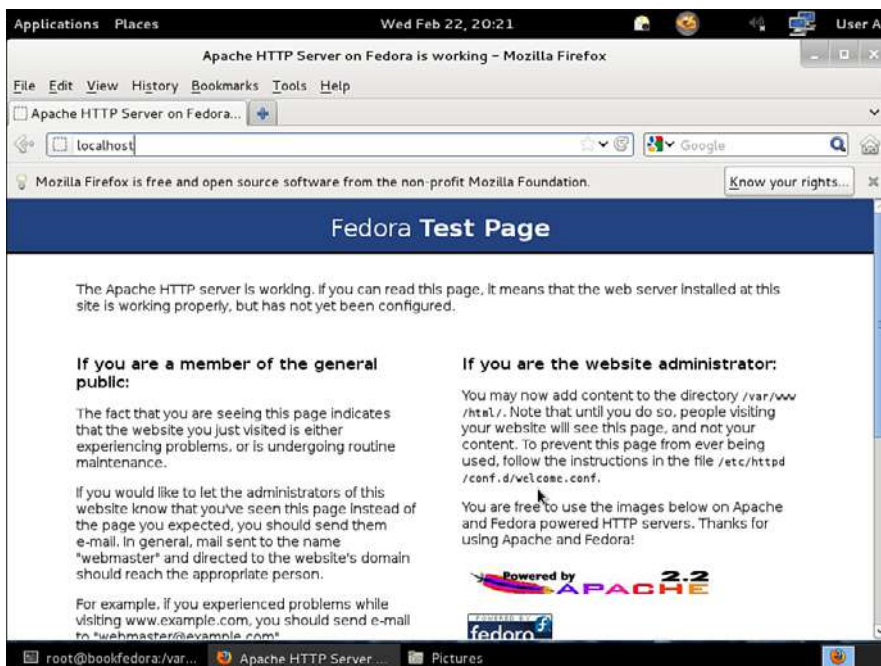 Applications Places Wed Feb 22, 20:21 User A
Apache HTTP Server on Fedora is working – Mozilla Firefox
File Edit View History Bookmarks Tools Help
Apache HTTP Server on Fedora...
localhost Google
Mozilla Firefox is free and open source software from the non-profit Mozilla Foundation. Know your rights...
Fedora Test Page
The Apache HTTP server is working. If you can read this page, it means that the web server installed at this
site is working properly, but has not yet been configured.
If you are a member of the general
public:
The fact that you are seeing this page indicates
that the website you just visited is either
experiencing problems, or is undergoing routine
maintenance.
If you would like to let the administrators of this
website know that you've seen this page instead of
the page you expected, you should send them
e-mail. In general, mail sent to the name
"webmaster" and directed to the website's domain
should reach the appropriate person.
For example, if you experienced problems while
visiting www.example.com, you should send e-mail
to "webmaster@example.com"
If you are the website administrator:
You may now add content to the directory /var/www
/html/. Note that until you do so, people visiting
your website will see this page, and not your
content. To prevent this page from ever being
used, follow the instructions in the file /etc/httpd
/conf.d/welcome.conf.
You are free to use the images below on Apache
and Fedora powered HTTP servers. Thanks for
using Apache and Fedora!
Powered by 2.2
APACHE
POWERED BY
fedora
root@bookfedora:/var... Apache HTTP Server ... Pictures